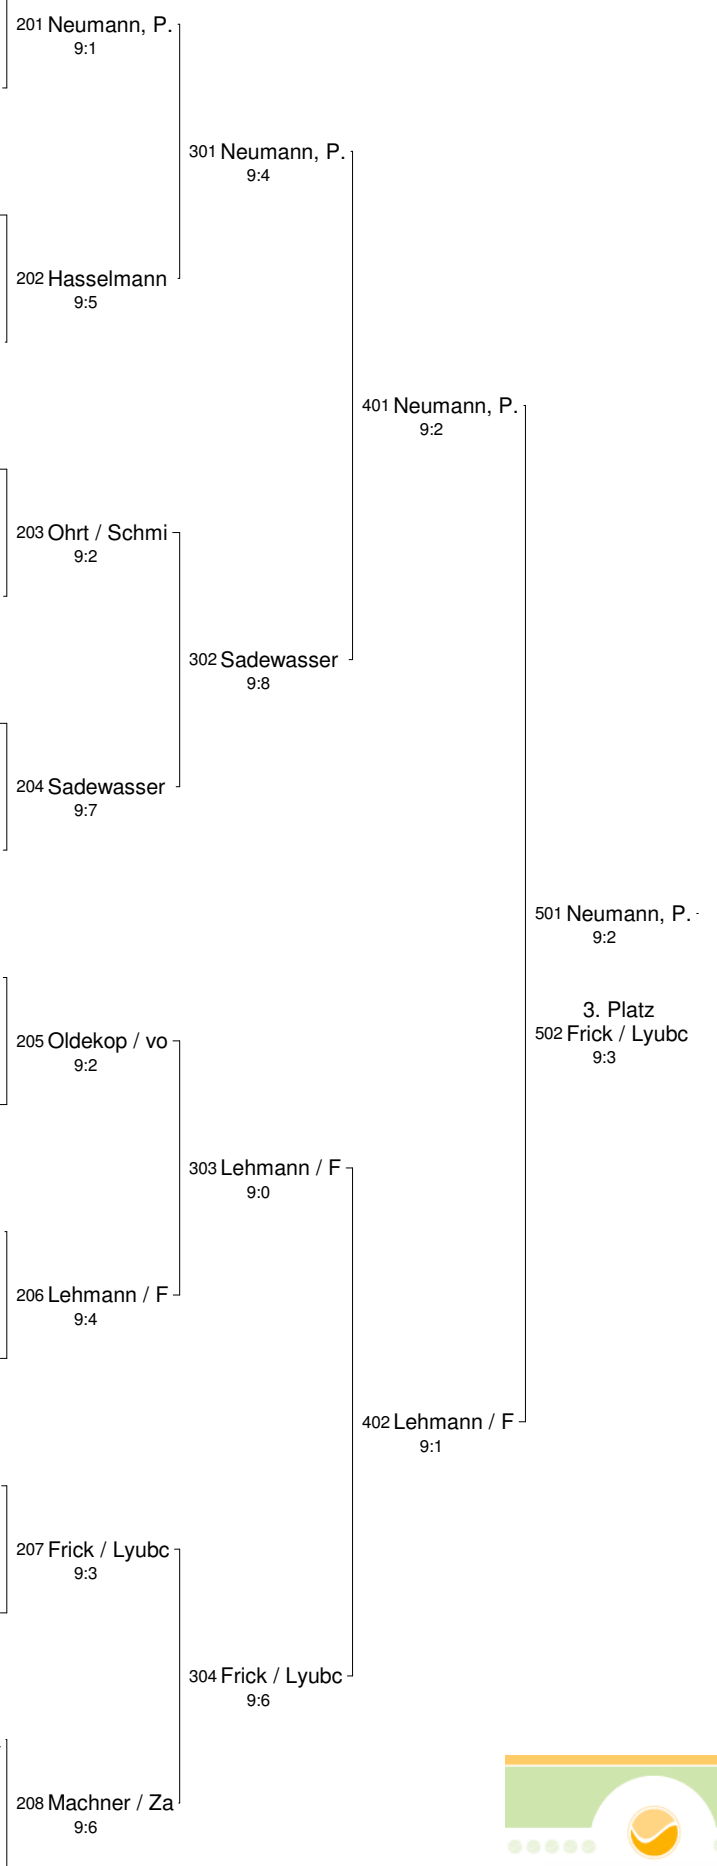 201 Neumann, P.
9:1
301 Neumann, P.
9:4
202 Hasselmann
9:5
401 Neumann, P.
9:2
203 Ohrt / Schmi
9:2
302 Sadewasser
9:8
204 Sadewasser
9:7
501 Neumann, P.
9:2
3. Platz
502 Frick / Lyubc
9:3
205 Oldekop / vo
9:2
303 Lehmann / F
9:0
206 Lehmann / F
9:4
402 Lehmann / F
9:1
207 Frick / Lyubc
9:3
304 Frick / Lyubc
9:6
208 Machner / Za
9:6